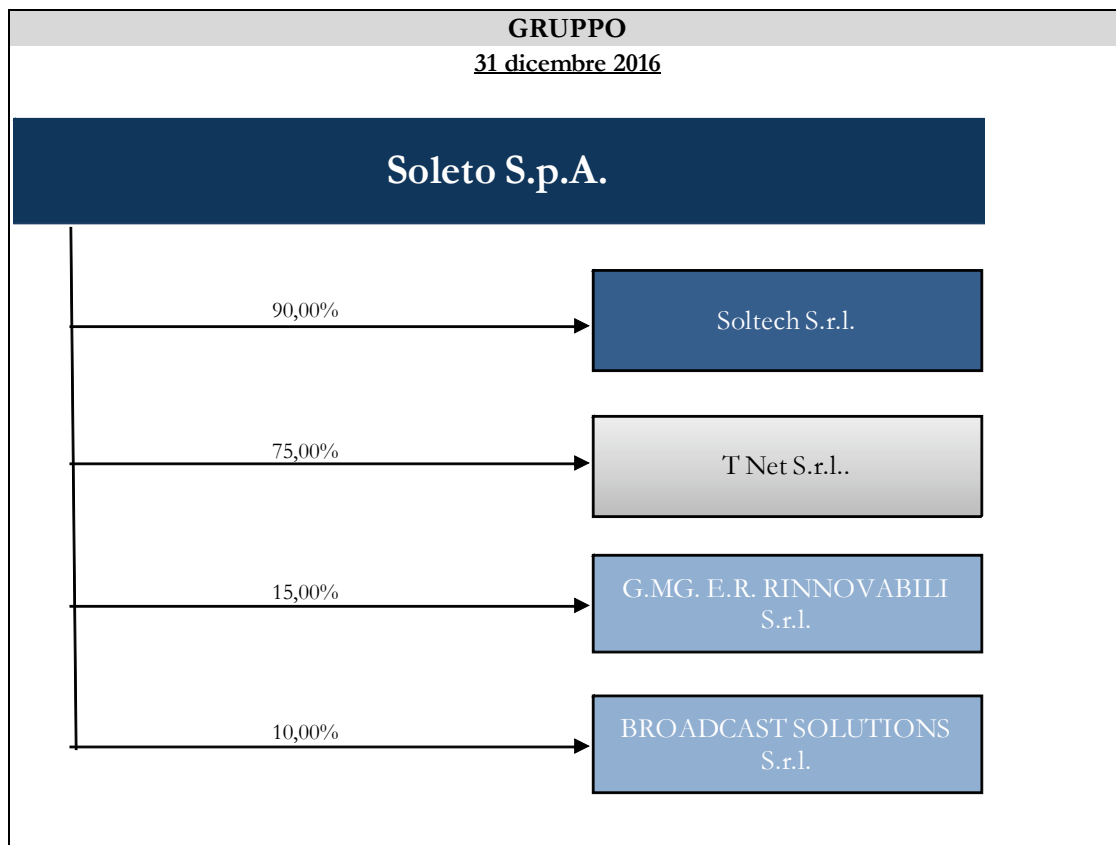 GRUPPO
31 dicembre 2016
Soleto S.p.A.
90,00%
Soltech S.r.l.
75,00%
T Net S.r.l..
15,00%
G.MG. E.R. RINNOVABILI
S.r.l.
10,00%
BROADCAST SOLUTIONS
S.r.l.